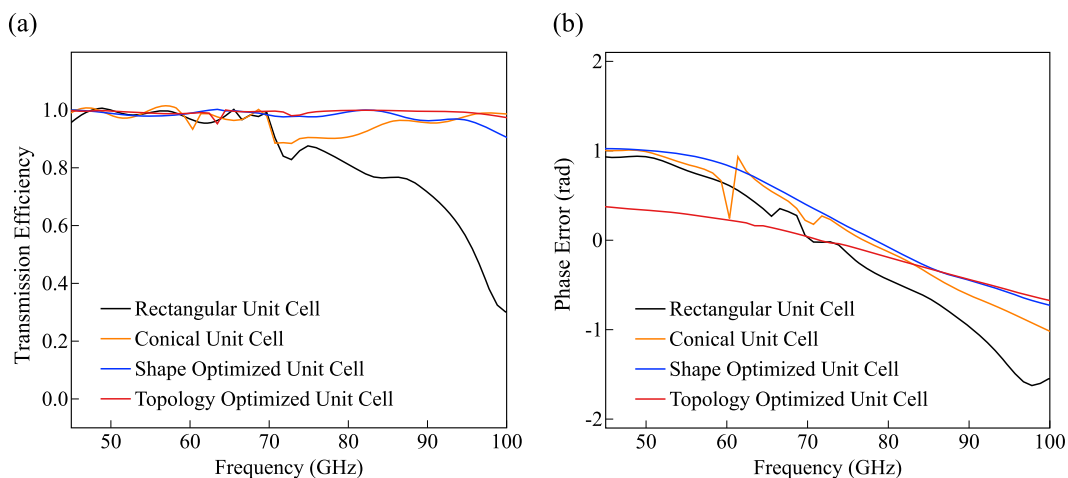 (a)
Transmission Efficiency
1.0
0.8
0.6
0.4
0.2
0.0
Rectangular Unit Cell
Conical Unit Cell
Shape Optimized Unit Cell
Topology Optimized Unit Cell
50 60 70 80 90 100
Frequency (GHz)
(b)
Phase Error (rad)
2
1
0
-1
-2
Rectangular Unit Cell
Conical Unit Cell
Shape Optimized Unit Cell
Topology Optimized Unit Cell
50 60 70 80 90 100
Frequency (GHz)